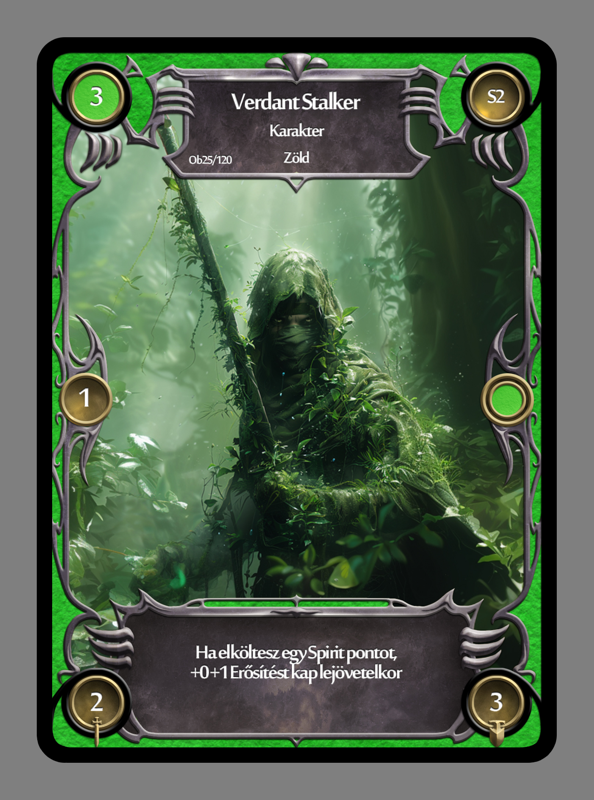 3
Verdant Stalker
S2
Karakter
Ob25/120
Zöld
1
Ha elköltesz egy Spirit pontot,
+0+1 Erősítést kap lejövetelkor
2
3